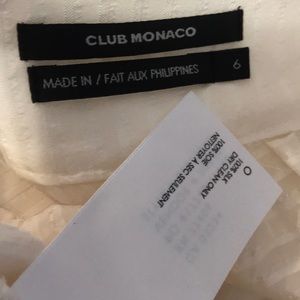 CLUB MONACO
MADE IN / FAIT AUX PHILIPPINES
6
O
100% SILK
DRY CLEAN ONLY
100% SOIE
NETTOYER A SEC SEULEMENT